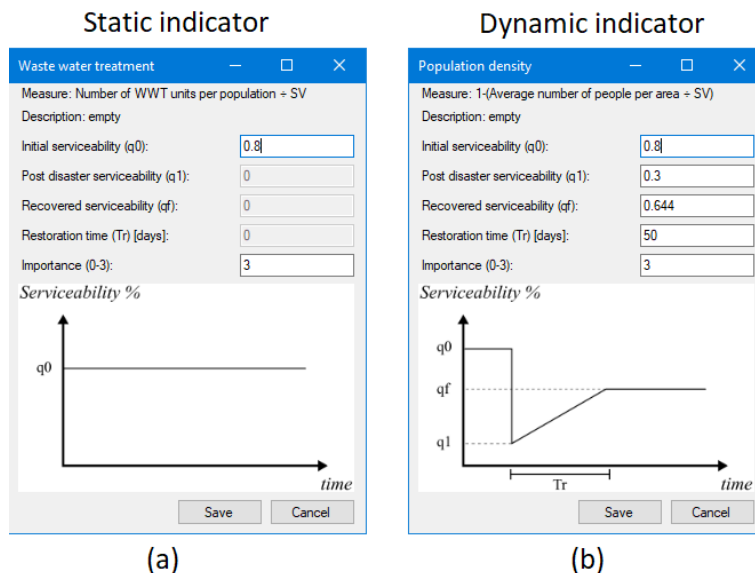 Static indicator
Waste water treatment
Measure: Number of WWT units per population ÷ SV
Description: empty
Initial serviceability (q0): 0.8
Post disaster serviceability (q1): 0
Recovered serviceability (qf): 0
Restoration time (Tr) [days]: 0
Importance (0-3): 3
Serviceability %
q0
time
Save Cancel
(a)
Dynamic indicator
Population density
Measure: 1-(Average number of people per area ÷ SV)
Description: empty
Initial serviceability (q0): 0.8
Post disaster serviceability (q1): 0.3
Recovered serviceability (qf): 0.644
Restoration time (Tr) [days]: 50
Importance (0-3): 3
Serviceability %
q0
qf
q1
Tr
time
Save Cancel
(b)